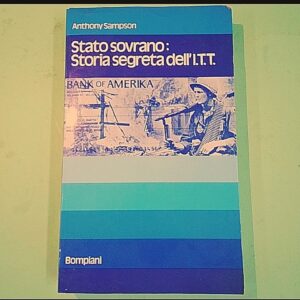 Anthony Sampson
Stato sovrano:
Storia segreta dell'I.T.T.
BANK OF AMERIKA
Bompiani